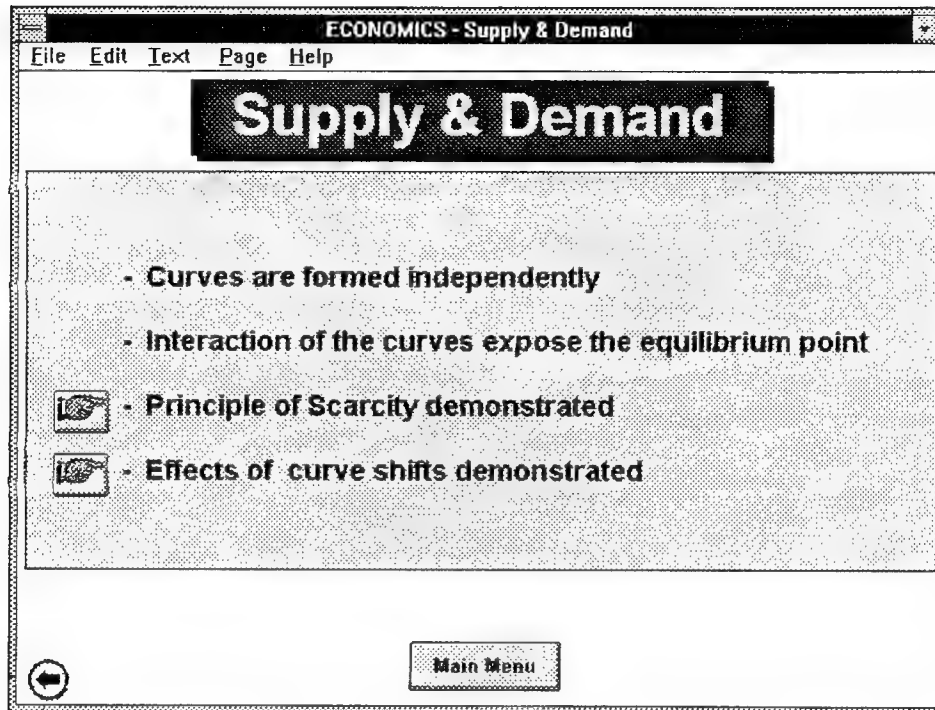 ECONOMICS - Supply & Demand
File Edit Text Page Help
Supply & Demand
- Curves are formed independently
- Interaction of the curves expose the equilibrium point
- Principle of Scarcity demonstrated
- Effects of curve shifts demonstrated
Main Menu